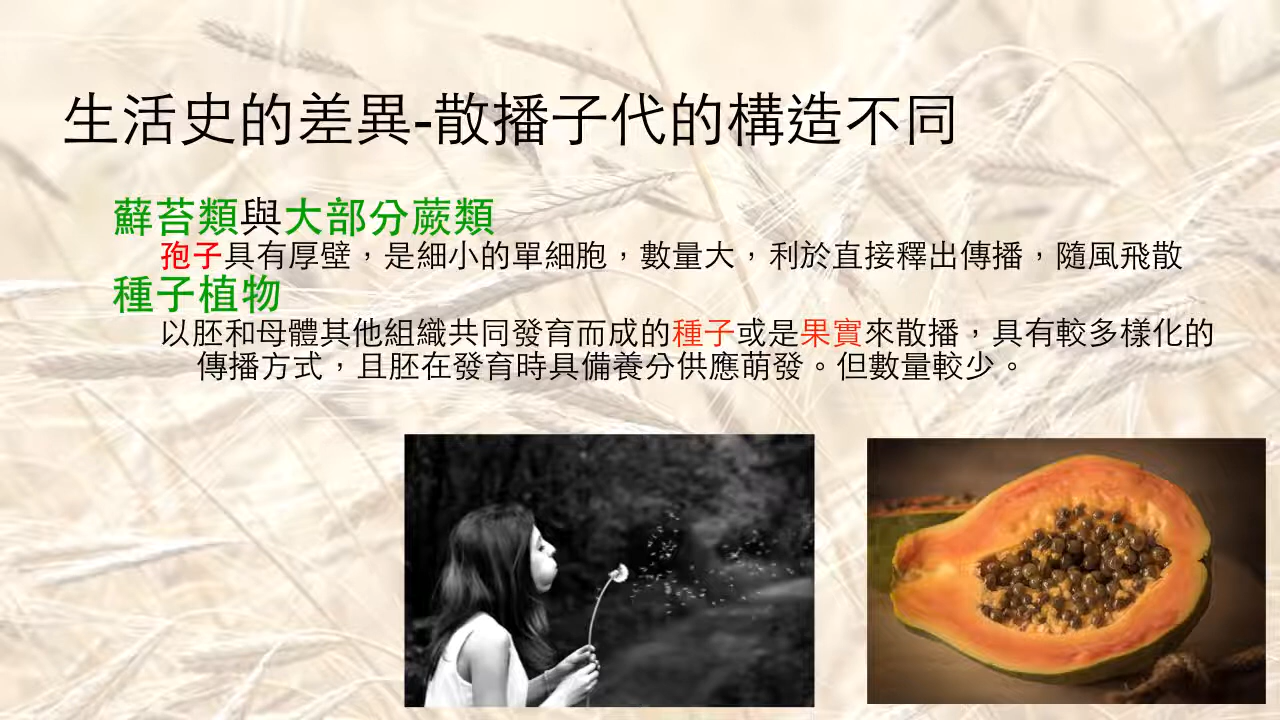 生活史的差異-散播子代的構造不同
蘚苔類與大部分蕨類
孢子具有厚壁，是細小的單細胞，數量大，利於直接釋出傳播，隨風飛散
種子植物
以胚和母體其他組織共同發育而成的種子或是果實來散播，具有較多樣化的
傳播方式，且胚在發育時具備養分供應萌發。但數量較少。